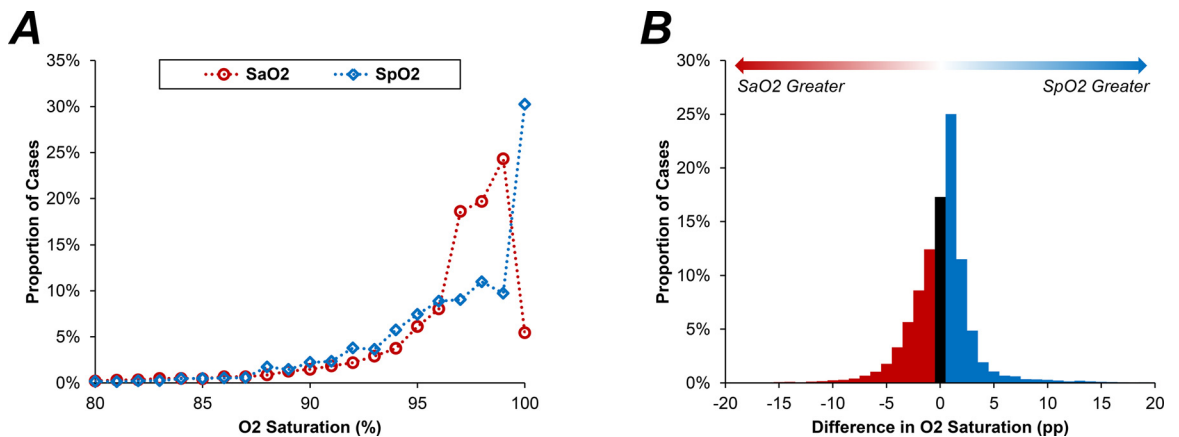 A
35%
30%
25%
20%
15%
10%
5%
0%
Proportion of Cases
SaO2 SpO2
80 85 90 95 100
O2 Saturation (%)
B
30%
25%
20%
15%
10%
5%
0%
Proportion of Cases
SaO2 Greater SpO2 Greater
-20 -15 -10 -5 0 5 10 15 20
Difference in O2 Saturation (pp)